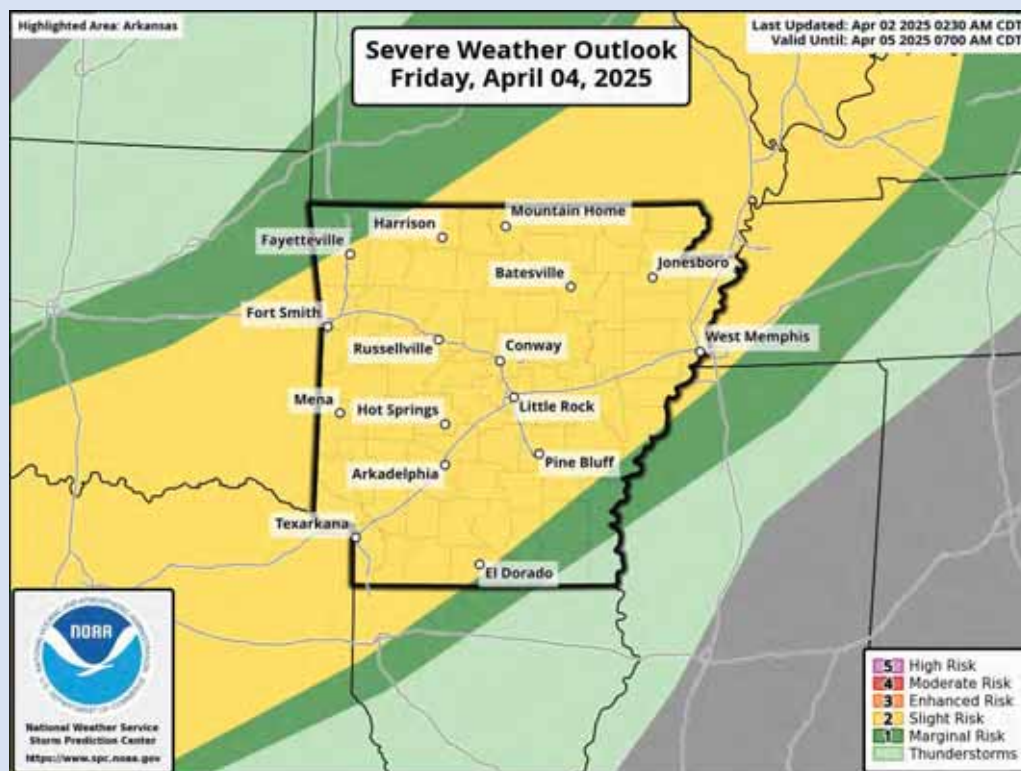 Highlighted Area: Arkansas
Last Updated: Apr 02 2025 0230 AM CDT
Valid Until: Apr 05 2025 0700 AM CDT
Severe Weather Outlook
Friday, April 04, 2025
Mountain Home
Harrison
Fayetteville
Jonesboro
Batesville
Fort Smith
West Memphis
Russellville
Conway
Mena
Hot Springs
Little Rock
Arkadelphia
Pine Bluff
Texarkana
El Dorado
NOAA
National Weather Service
Storm Prediction Center
https://www.spc.noaa.gov
5 High Risk
4 Moderate Risk
3 Enhanced Risk
2 Slight Risk
1 Marginal Risk
Thunderstorms